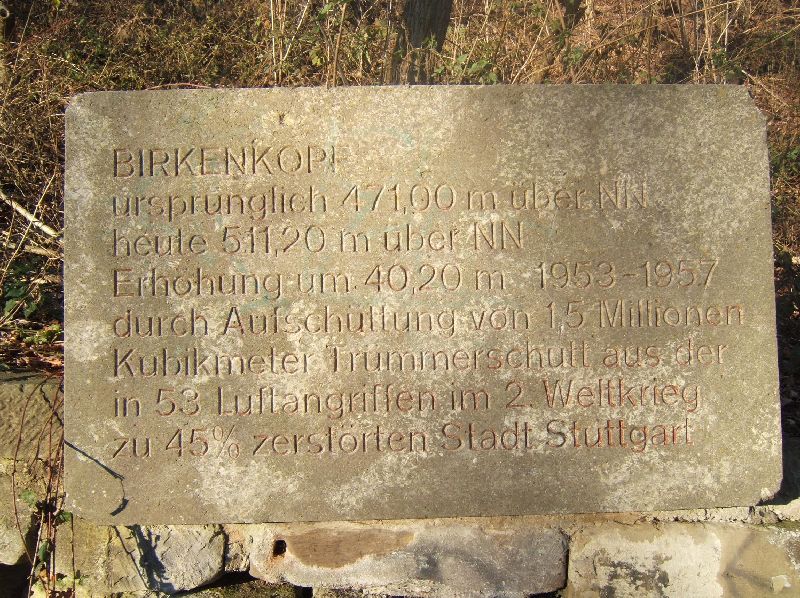 BIRKENKOPF
ursprünglich 471,00 m über NN
heute 511,20 m über NN
Erhöhung um 40,20 m 1953-1957
durch Aufschüttung von 1,5 Millionen
Kubikmeter Trümmerschutt aus der
in 53 Luftangriffen im 2. Weltkrieg
zu 45% zerstörten Stadt Stuttgart